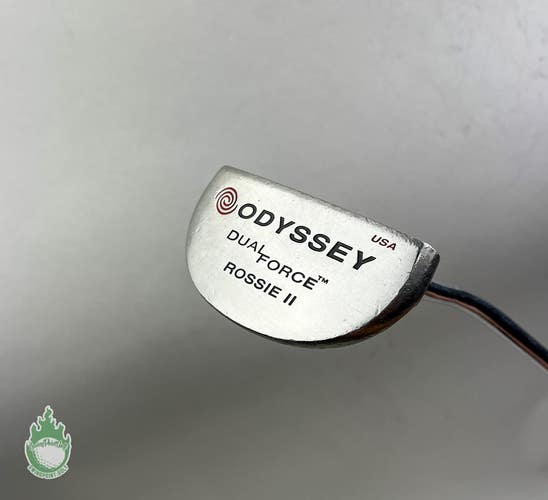 ODYSSEY
USA
DUAL FORCE™
ROSSIE II